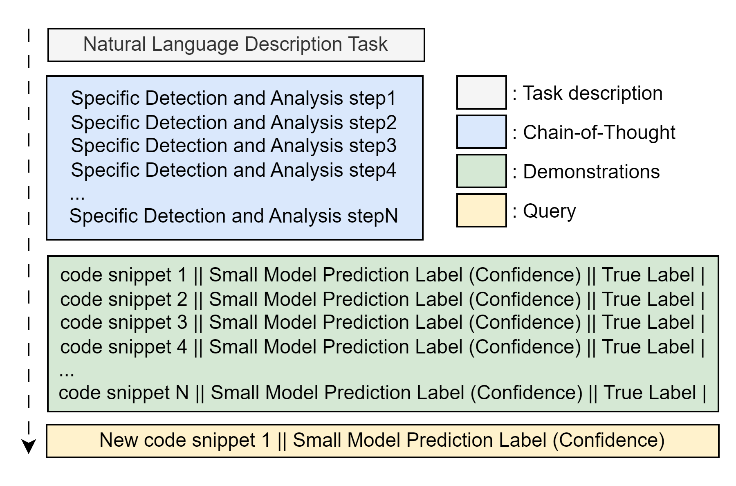 Natural Language Description Task
Specific Detection and Analysis step1
Specific Detection and Analysis step2
Specific Detection and Analysis step3
Specific Detection and Analysis step4
...
Specific Detection and Analysis stepN
: Task description
: Chain-of-Thought
: Demonstrations
: Query
code snippet 1 || Small Model Prediction Label (Confidence) || True Label |
code snippet 2 || Small Model Prediction Label (Confidence) || True Label |
code snippet 3 || Small Model Prediction Label (Confidence) || True Label |
code snippet 4 || Small Model Prediction Label (Confidence) || True Label |
...
code snippet N || Small Model Prediction Label (Confidence) || True Label |
New code snippet 1 || Small Model Prediction Label (Confidence)